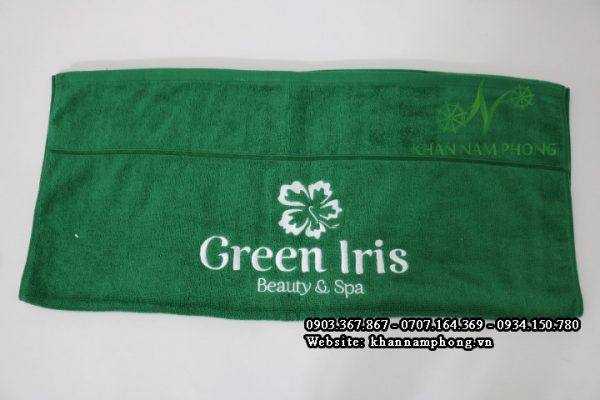 KHAN NAM PHONG
Green Iris
Beauty & Spa
0903.367.867 - 0707.164.369 - 0934.150.780
Website: khannamphong.vn